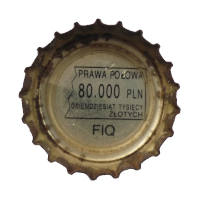 PRAWA POŁOWA
80.000 PLN
OSIEMDZIESIĄT TYSIĘCY
ZŁOTYCH
FIQ